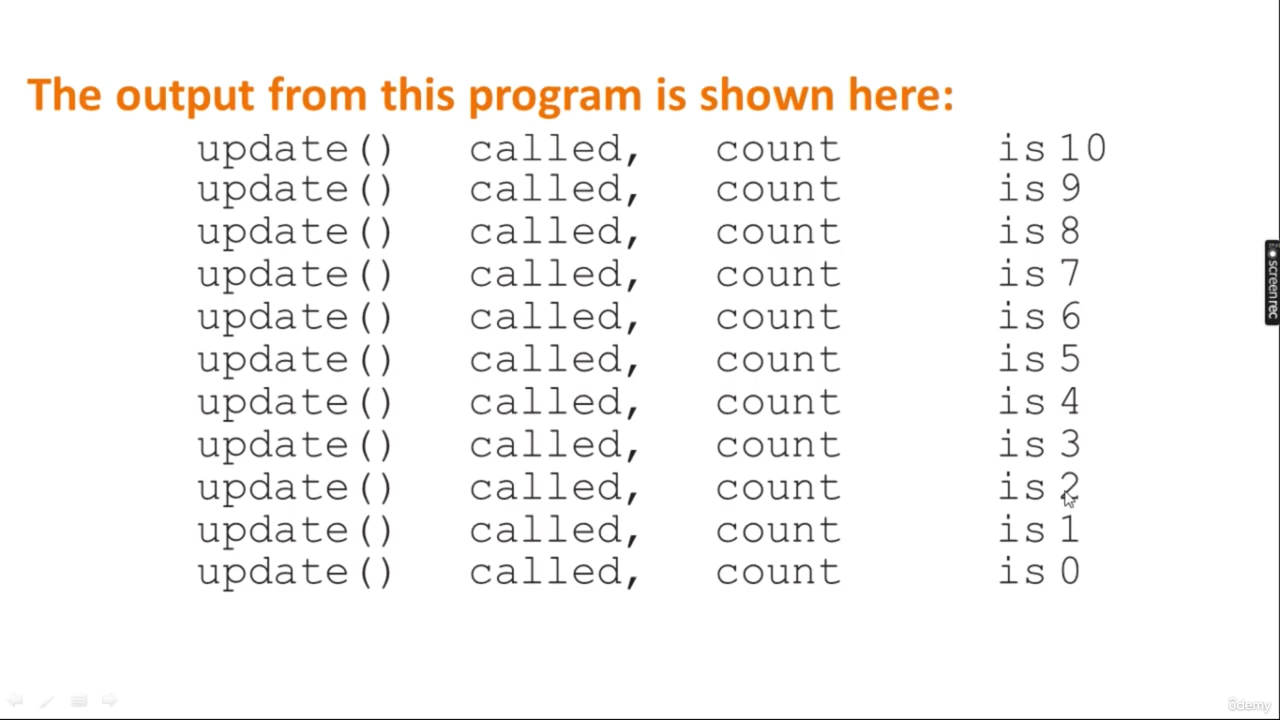 The output from this program is shown here:
update() called, count is 10
update() called, count is 9
update() called, count is 8
update() called, count is 7
update() called, count is 6
update() called, count is 5
update() called, count is 4
update() called, count is 3
update() called, count is 2
update() called, count is 1
update() called, count is 0
screenrec
ûdemy